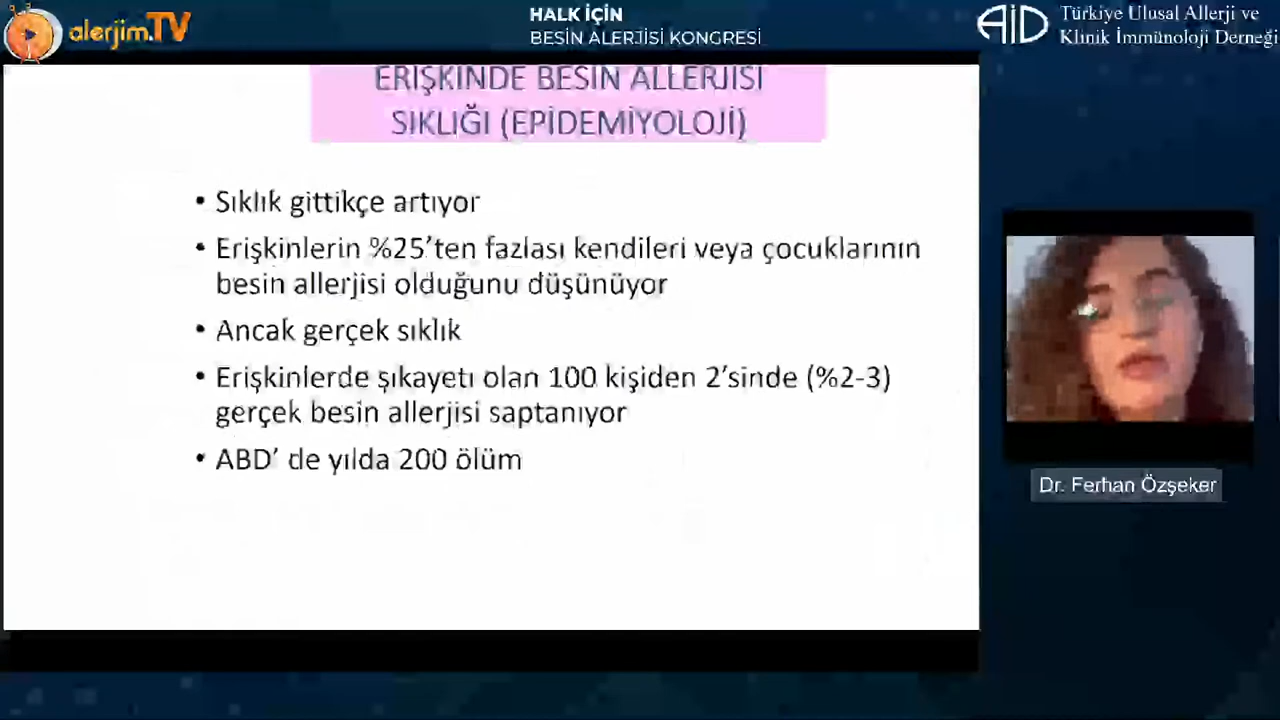 alerjim.TV
HALK İÇİN
BESİN ALERJİSİ KONGRESİ
AİD
Türkiye Ulusal Allerji ve
Klinik İmmünoloji Derneği
ERİŞKİNDE BESİN ALLERJİSİ
SIKLIĞI (EPİDEMİYOLOJİ)
• Sıklık gittikçe artıyor
• Erişkinlerin %25’ten fazlası kendileri veya çocuklarının
besin allerjisi olduğunu düşünüyor
• Ancak gerçek sıklık
• Erişkinlerde şikayeti olan 100 kişiden 2’sinde (%2-3)
gerçek besin allerjisi saptanıyor
• ABD’ de yılda 200 ölüm
Dr. Ferhan Özşeker